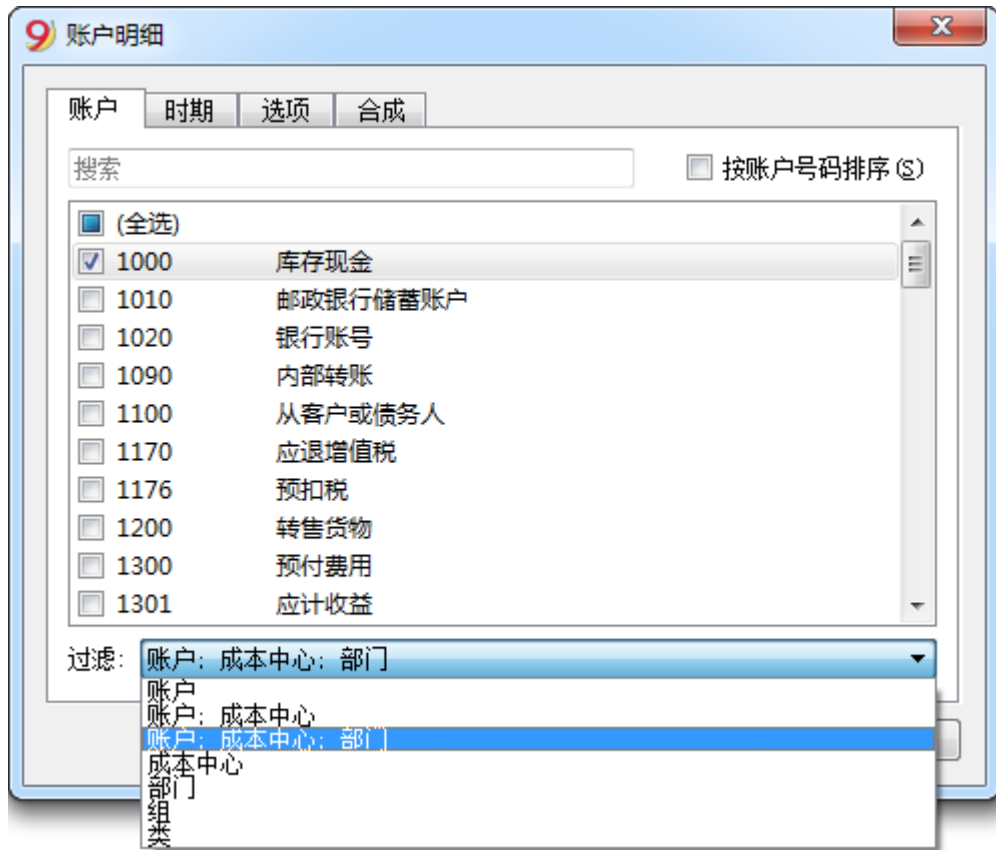 9 账户明细
账户 时期 选项 合成
搜索 按账户号码排序(S)
(全选)
1000 库存现金
1010 邮政银行储蓄账户
1020 银行账号
1090 内部转账
1100 从客户或债务人
1170 应退增值税
1176 预扣税
1200 转售货物
1300 预付费用
1301 应计收益
过滤: 账户; 成本中心; 部门
账户
账户; 成本中心
账户; 成本中心; 部门
成本中心
部门
组
类